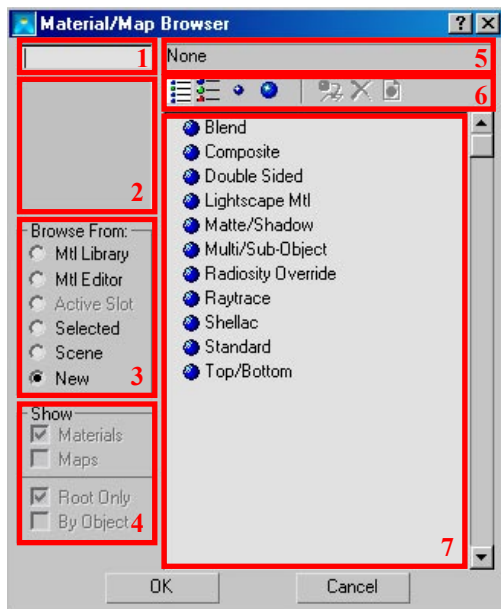 Material/Map Browser
1
None
5
6
2
Blend
Composite
Double Sided
Lightscape Mtl
Matte/Shadow
Multi/Sub-Object
Radiosity Override
Raytrace
Shellac
Standard
Top/Bottom
Browse From:
Mtl Library
Mtl Editor
Active Slot
Selected
Scene
New
3
Show
Materials
Maps
Root Only
By Object
4
7
OK
Cancel